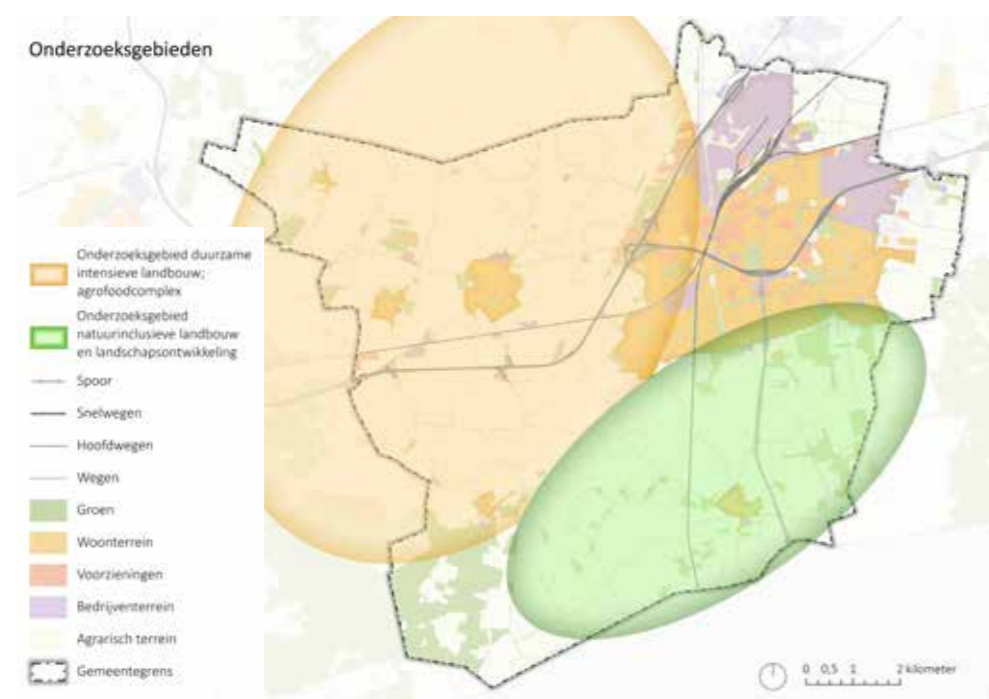 Onderzoeksgebieden
Onderzoeksgebied duurzame
intensieve landbouw;
agrofoodcomplex
Onderzoeksgebied
natuurinclusieve landbouw
en landschapsontwikkeling
Spoor
Snelwegen
Hoofdwegen
Wegen
Groen
Woonterrein
Voorzieningen
Bedrijventerrein
Agrarisch terrein
Gemeentegrens
0 0,5 1 2 kilometer